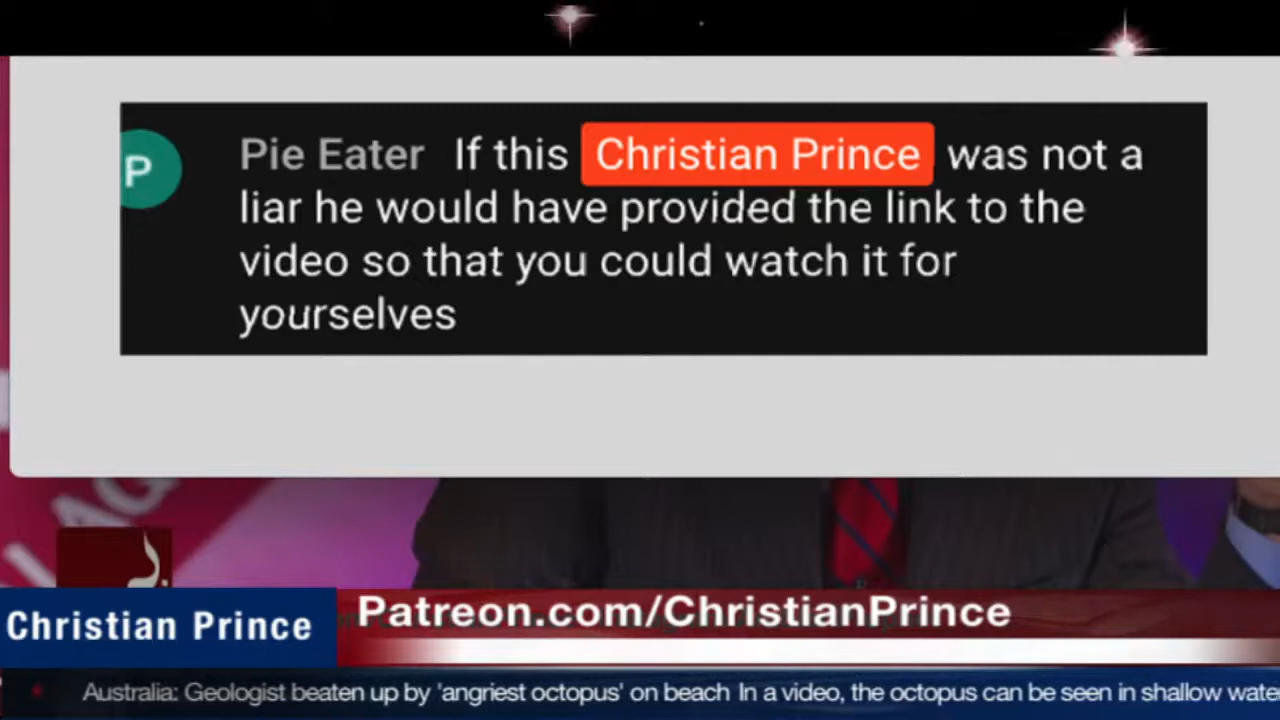 P
Pie Eater If this Christian Prince was not a
liar he would have provided the link to the
video so that you could watch it for
yourselves
Christian Prince
Patreon.com/ChristianPrince
Australia: Geologist beaten up by 'angriest octopus' on beach In a video, the octopus can be seen in shallow wate